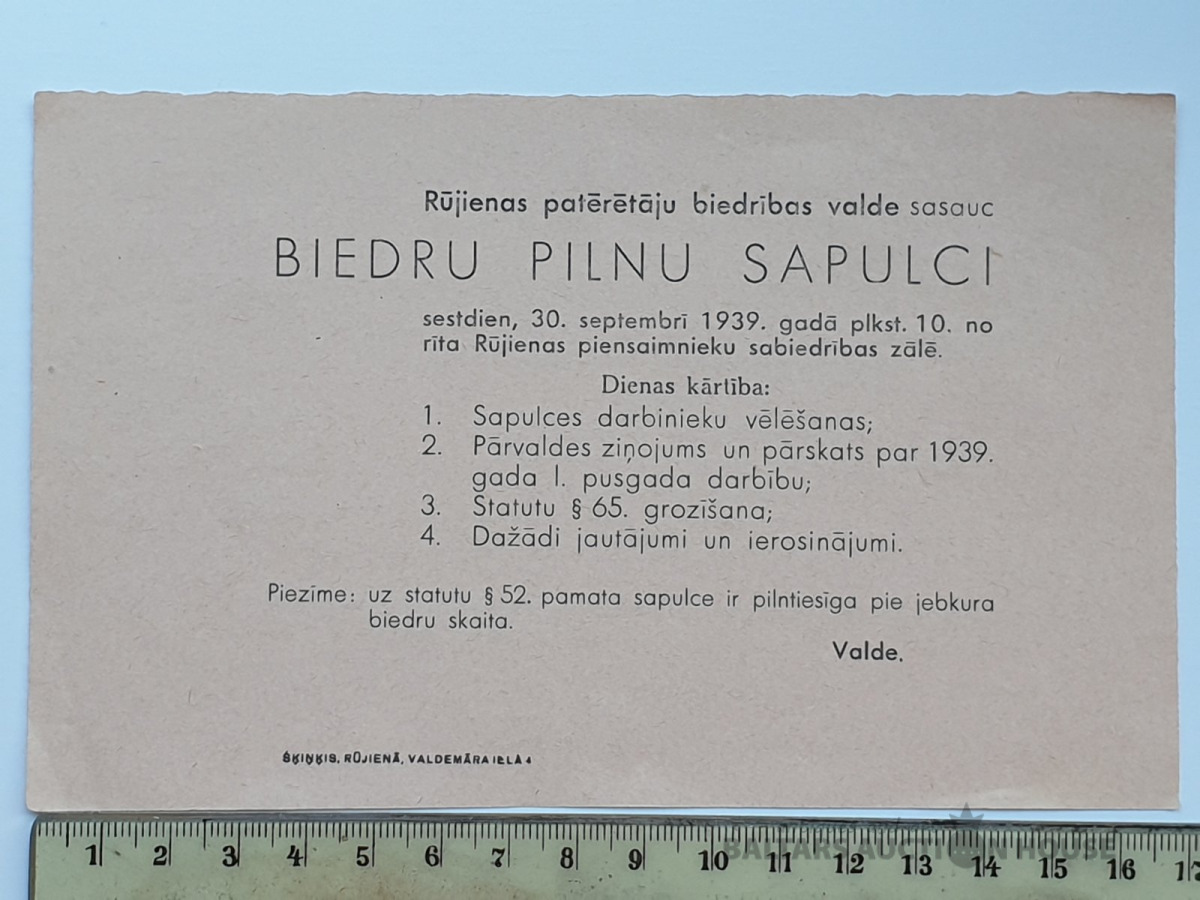 Rūjienas patērētāju biedrības valde sasauc
BIEDRU PILNU SAPULCI
sestdien, 30. septembrī 1939. gadā plkst. 10. no
rīta Rūjienas piensaimnieku sabiedrības zālē.
Dienas kārtība:
1. Sapulces darbinieku vēlēšanas;
2. Pārvaldes ziņojums un pārskats par 1939.
gada I. pusgada darbību;
3. Statutu § 65. grozīšana;
4. Dažādi jautājumi un ierosinājumi.
Piezīme: uz statutu § 52. pamata sapulce ir pilntiesīga pie jebkura
biedru skaita.
Valde.
ŠĶIŅĶIS, RŪJIENĀ, VALDEMĀRA IELĀ 4
BALTARS AUCTION HOUSE
1 2 3 4 5 6 7 8 9 10 11 12 13 14 15 16 17